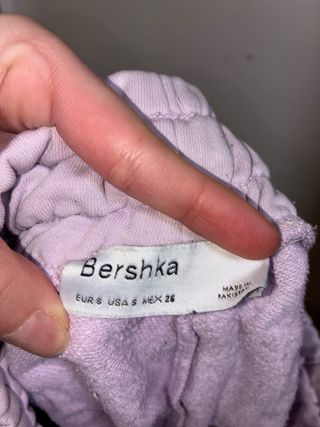 Bershka
EUR S USA S MEX 26
MADE IN
PAKISTAN